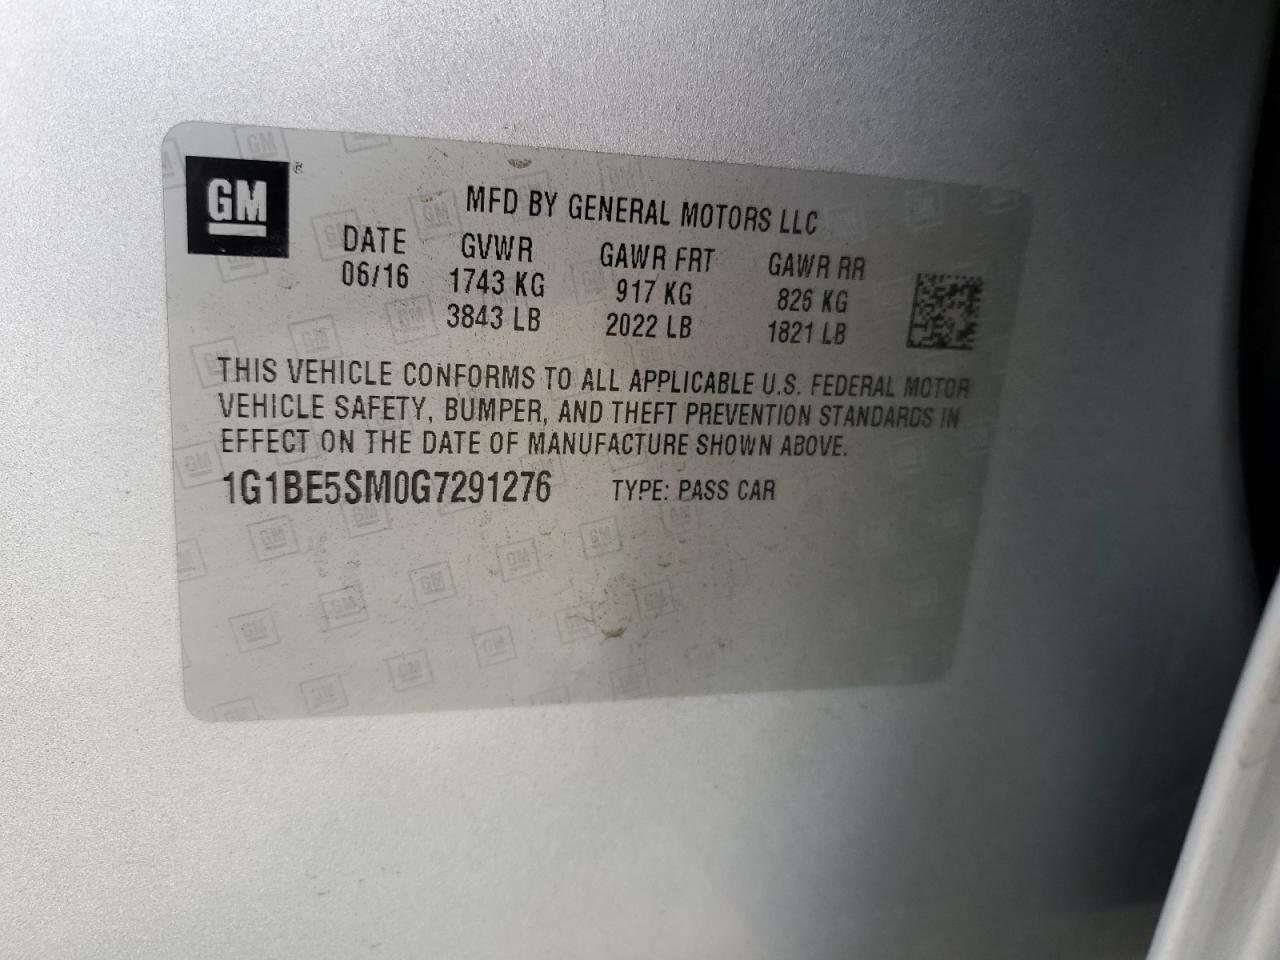 GM ®
MFD BY GENERAL MOTORS LLC
DATE GVWR GAWR FRT GAWR RR
06/16 1743 KG 917 KG 826 KG
3843 LB 2022 LB 1821 LB
THIS VEHICLE CONFORMS TO ALL APPLICABLE U.S. FEDERAL MOTOR
VEHICLE SAFETY, BUMPER, AND THEFT PREVENTION STANDARDS IN
EFFECT ON THE DATE OF MANUFACTURE SHOWN ABOVE.
1G1BE5SM0G7291276 TYPE: PASS CAR